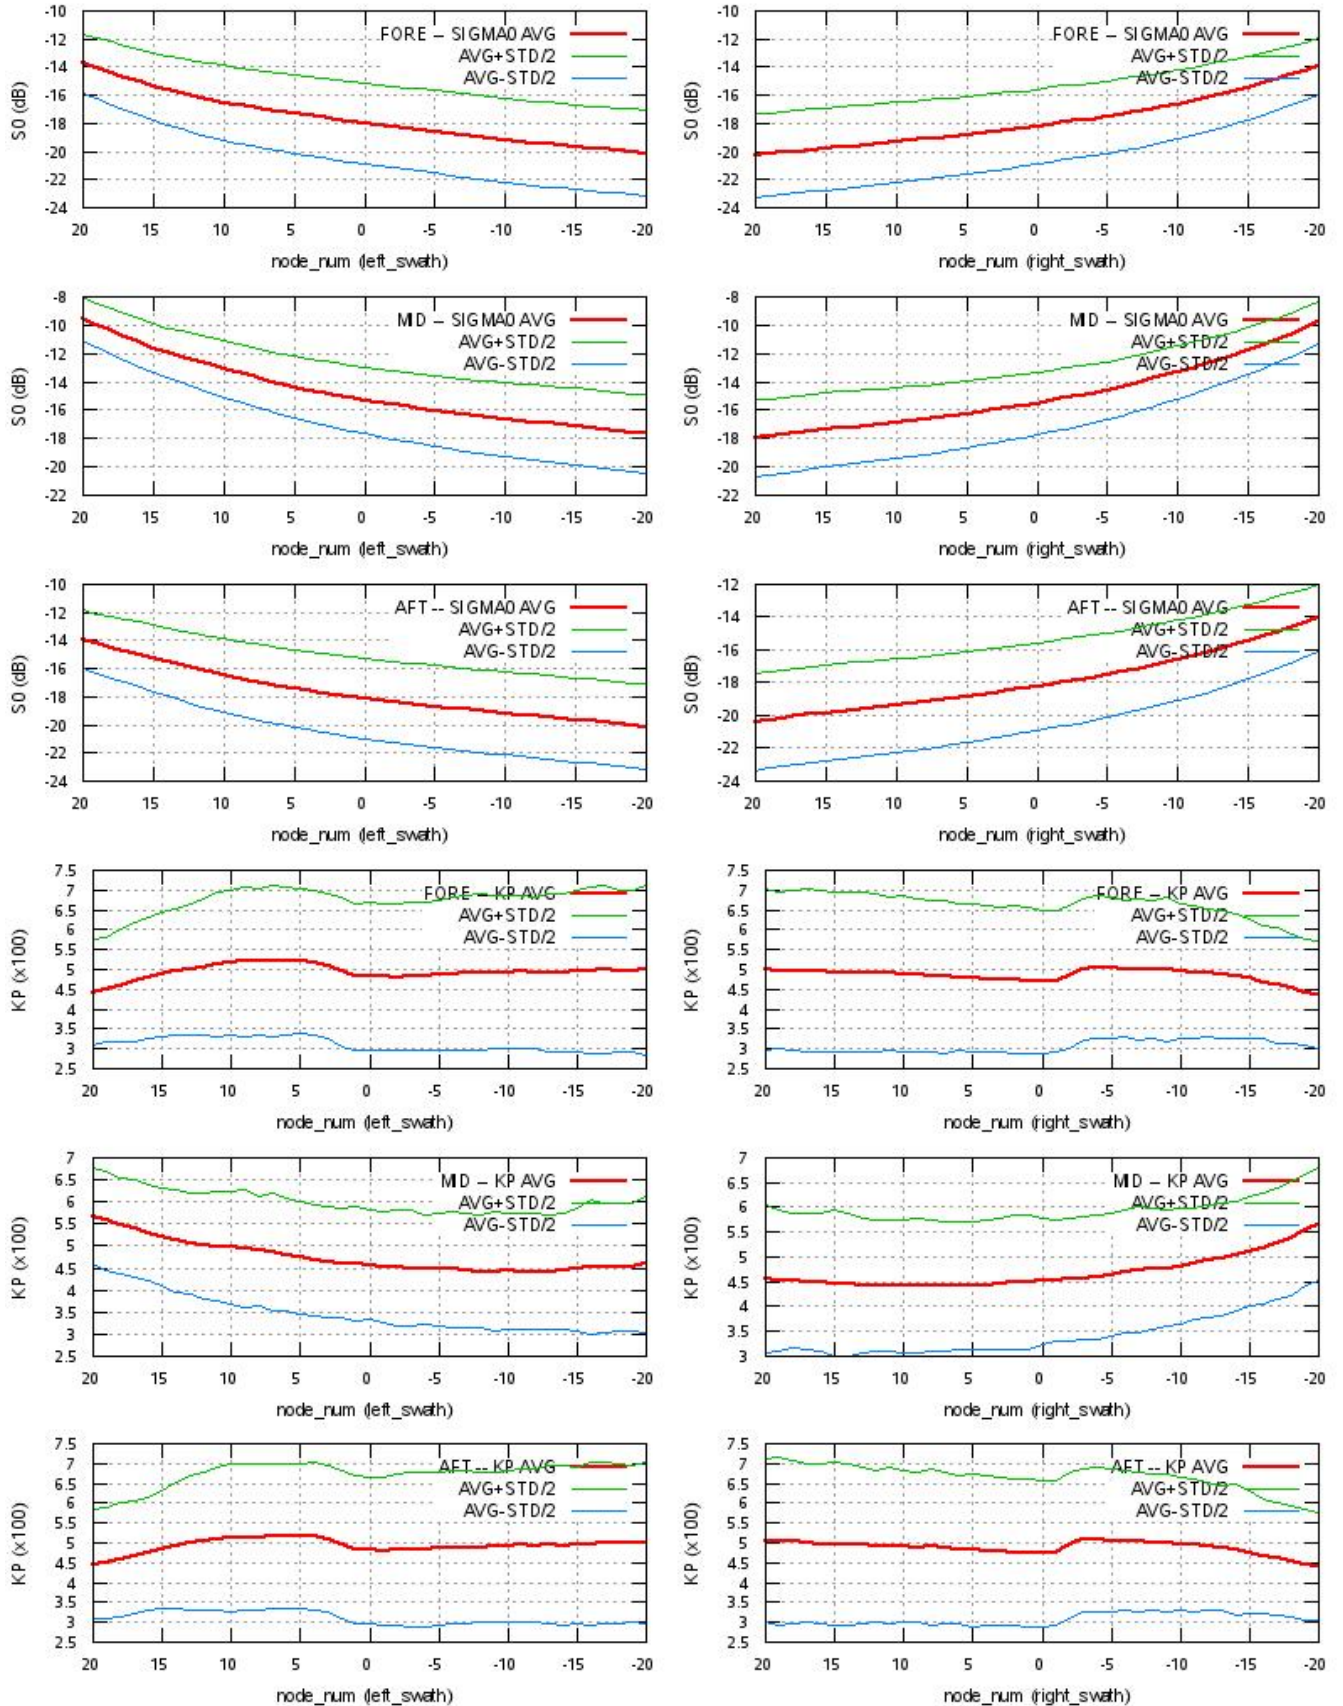 -10
-12
-14
-16
-18
-20
-22
-24
S0 (dB)
FORE -- SIGMA0 AVG
AVG+STD/2
AVG-STD/2
20 15 10 5 0 -5 -10 -15 -20
node_num (left_swath)
-10
-12
-14
-16
-18
-20
-22
-24
S0 (dB)
FORE -- SIGMA0 AVG
AVG+STD/2
AVG-STD/2
20 15 10 5 0 -5 -10 -15 -20
node_num (right_swath)
-8
-10
-12
-14
-16
-18
-20
-22
S0 (dB)
MID -- SIGMA0 AVG
AVG+STD/2
AVG-STD/2
20 15 10 5 0 -5 -10 -15 -20
node_num (left_swath)
-8
-10
-12
-14
-16
-18
-20
-22
S0 (dB)
MID -- SIGMA0 AVG
AVG+STD/2
AVG-STD/2
20 15 10 5 0 -5 -10 -15 -20
node_num (right_swath)
-10
-12
-14
-16
-18
-20
-22
-24
S0 (dB)
AFT -- SIGMA0 AVG
AVG+STD/2
AVG-STD/2
20 15 10 5 0 -5 -10 -15 -20
node_num (left_swath)
-12
-14
-16
-18
-20
-22
-24
S0 (dB)
AFT -- SIGMA0 AVG
AVG+STD/2
AVG-STD/2
20 15 10 5 0 -5 -10 -15 -20
node_num (right_swath)
7.5
7
6.5
6
5.5
5
4.5
4
3.5
3
2.5
KP (x100)
FORE -- KP AVG
AVG+STD/2
AVG-STD/2
20 15 10 5 0 -5 -10 -15 -20
node_num (left_swath)
7.5
7
6.5
6
5.5
5
4.5
4
3.5
3
2.5
KP (x100)
FORE -- KP AVG
AVG+STD/2
AVG-STD/2
20 15 10 5 0 -5 -10 -15 -20
node_num (right_swath)
7
6.5
6
5.5
5
4.5
4
3.5
3
2.5
KP (x100)
MID -- KP AVG
AVG+STD/2
AVG-STD/2
20 15 10 5 0 -5 -10 -15 -20
node_num (left_swath)
7
6.5
6
5.5
5
4.5
4
3.5
3
KP (x100)
MID -- KP AVG
AVG+STD/2
AVG-STD/2
20 15 10 5 0 -5 -10 -15 -20
node_num (right_swath)
7.5
7
6.5
6
5.5
5
4.5
4
3.5
3
2.5
KP (x100)
AFT -- KP AVG
AVG+STD/2
AVG-STD/2
20 15 10 5 0 -5 -10 -15 -20
node_num (left_swath)
7.5
7
6.5
6
5.5
5
4.5
4
3.5
3
2.5
KP (x100)
AFT -- KP AVG
AVG+STD/2
AVG-STD/2
20 15 10 5 0 -5 -10 -15 -20
node_num (right_swath)